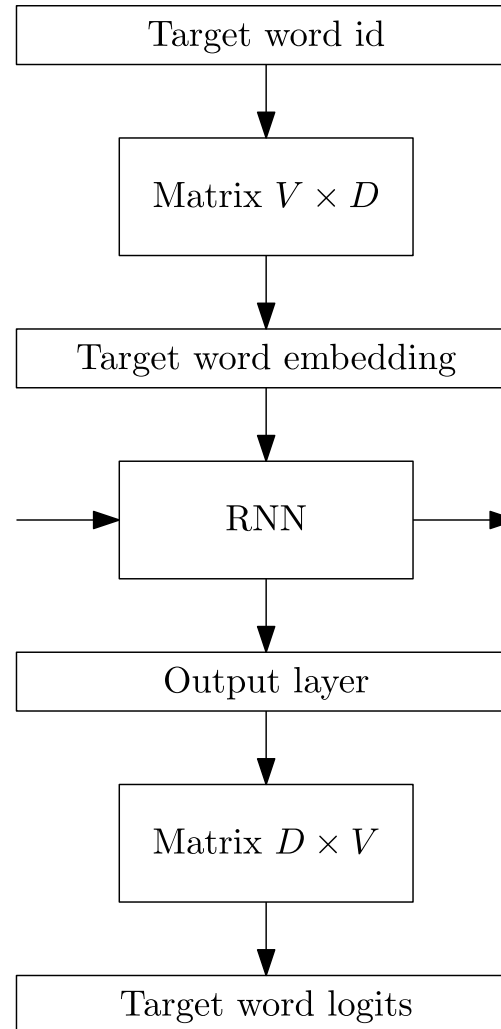 Target word id
Matrix V × D
Target word embedding
RNN
Output layer
Matrix D × V
Target word logits